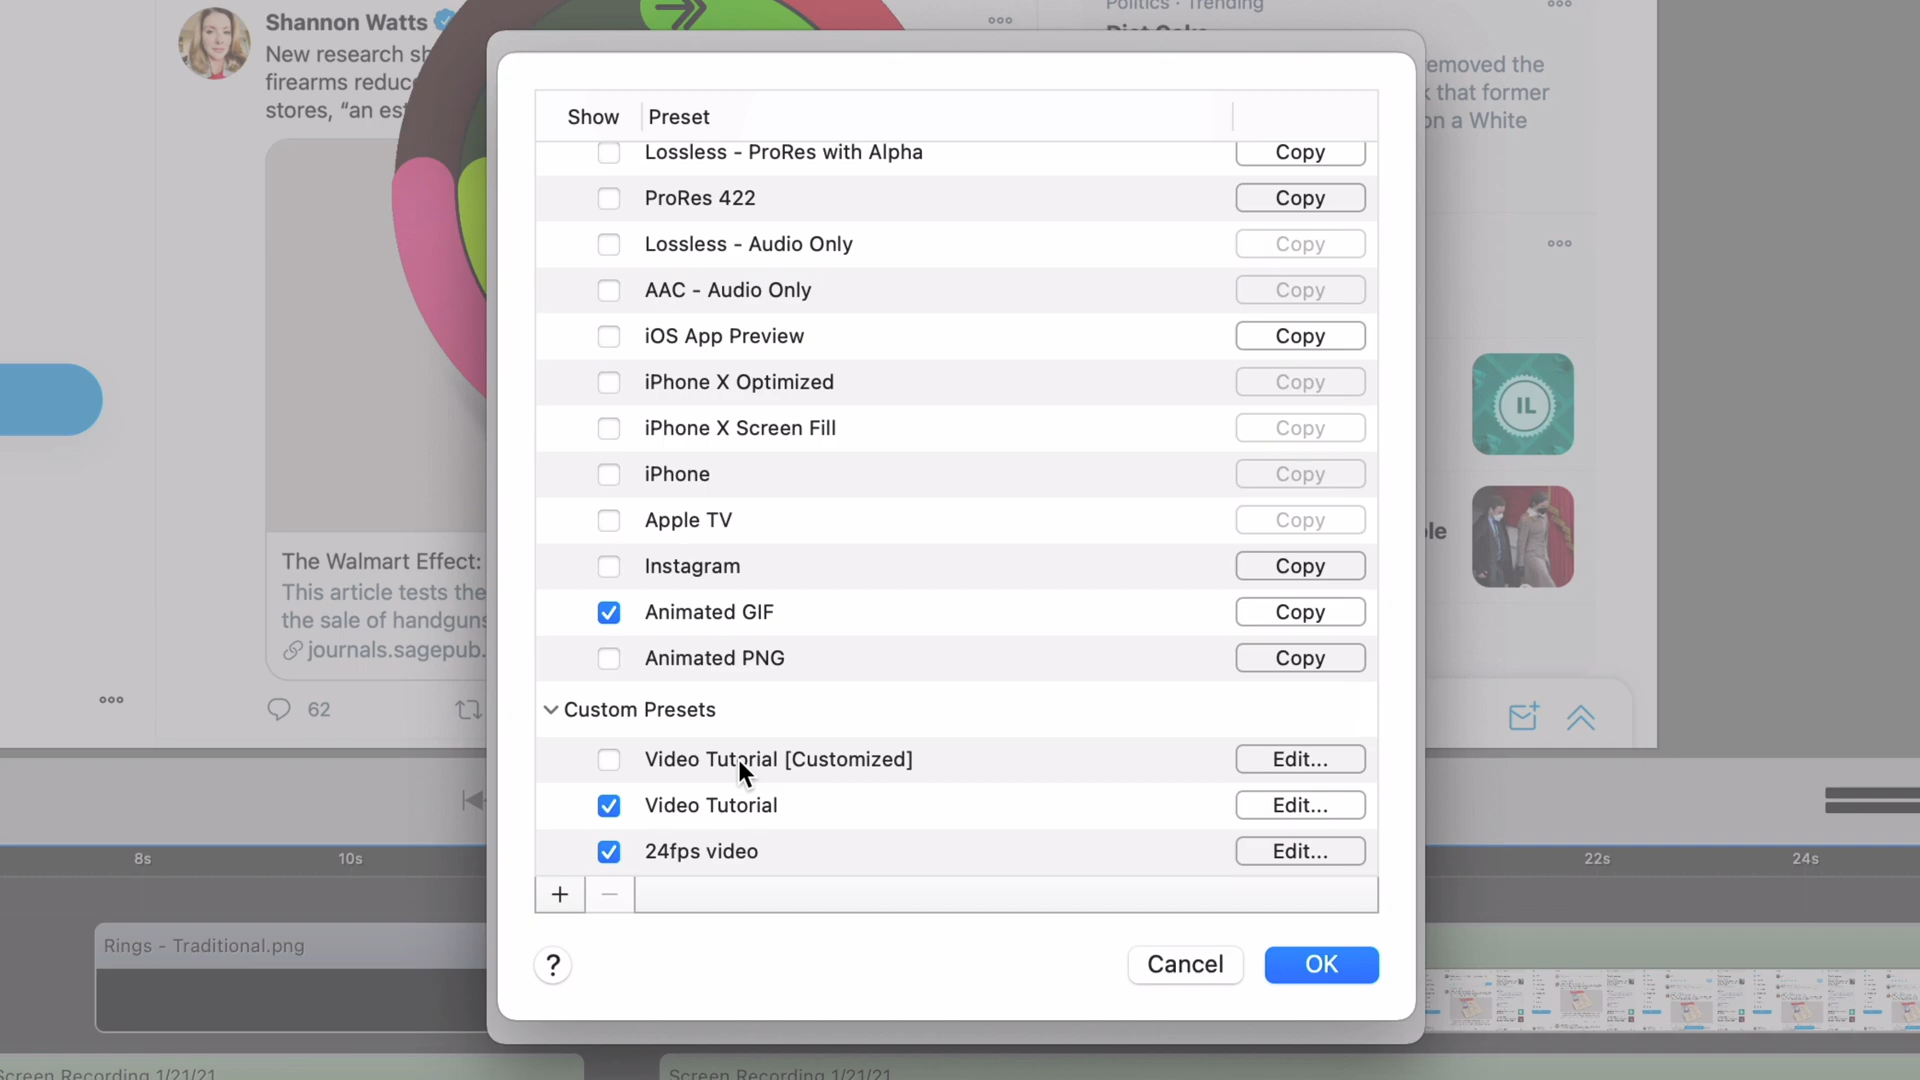 Shannon Watts
New research sh
firearms reduc
stores, “an es
The Walmart Effect:
This article tests the
the sale of handguns
journals.sagepub.
62
Politics · Trending
Diet Coke
emoved the
k that former
on a White
IL
le
Show Preset
Lossless - ProRes with Alpha Copy
ProRes 422 Copy
Lossless - Audio Only Copy
AAC - Audio Only Copy
iOS App Preview Copy
iPhone X Optimized Copy
iPhone X Screen Fill Copy
iPhone Copy
Apple TV Copy
Instagram Copy
Animated GIF Copy
Animated PNG Copy
Custom Presets
Video Tutorial [Customized] Edit...
Video Tutorial Edit...
24fps video Edit...
+ −
? Cancel OK
8s 10s 22s 24s
Rings - Traditional.png
Screen Recording 1/21/21 Screen Recording 1/21/21